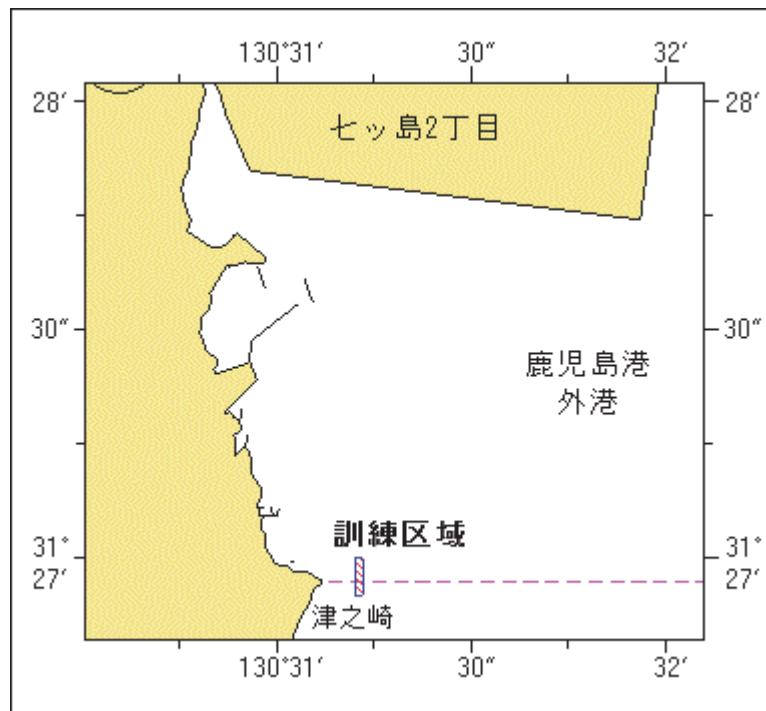 130°31′ 30″ 32′
28′ 28′
七ッ島2丁目
30″ 30″
鹿児島港
外港
訓練区域
31° 31°
27′ 27′
津之崎
130°31′ 30″ 32′